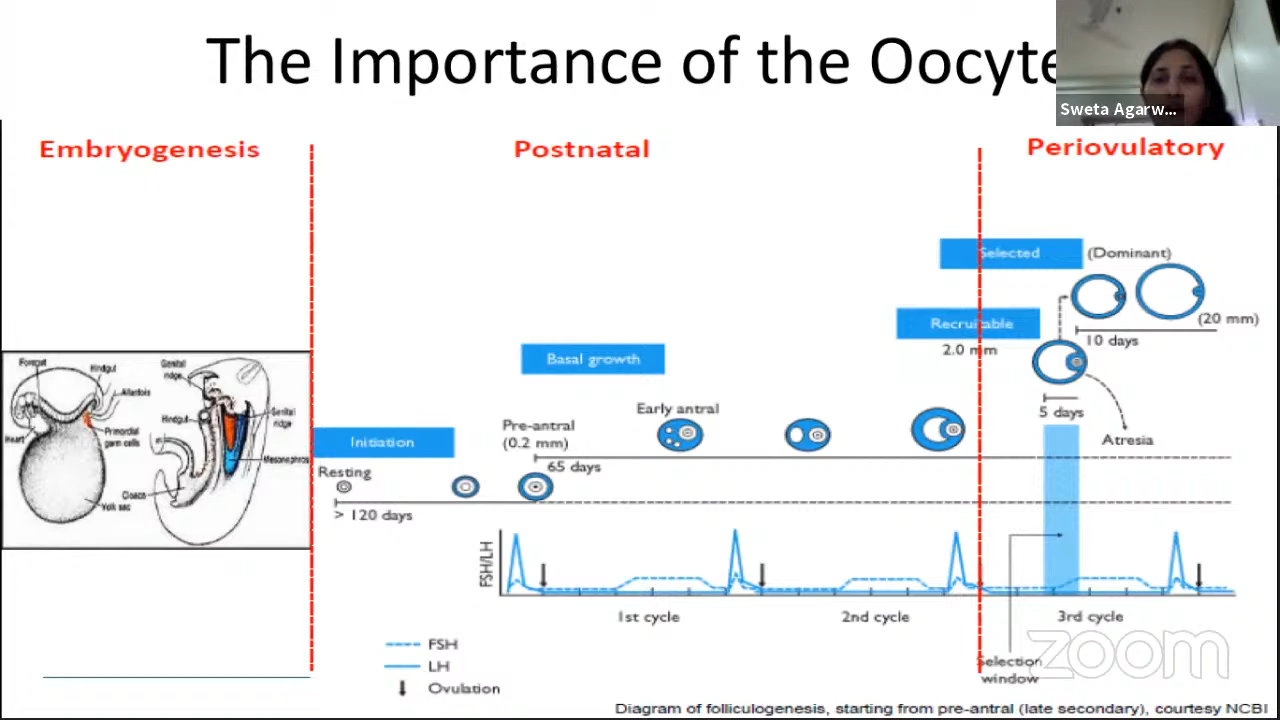 The Importance of the Oocyte
Sweta Agarw...
Embryogenesis
Postnatal
Periovulatory
Selected
(Dominant)
(20 mm)
Recruitable
2.0 mm
10 days
Basal growth
5 days
Early antral
Pre-antral
(0.2 mm)
Atresia
Initiation
65 days
Resting
> 120 days
Foregut
Hindgut
Allantois
Heart
Primordial
germ cells
Yolk sac
Genital
ridge
Hindgut
Genital
ridge
Mesonephros
Cloaca
FSH/LH
1st cycle
2nd cycle
3rd cycle
FSH
LH
Ovulation
Selection
window
zoom
Diagram of folliculogenesis, starting from pre-antral (late secondary), courtesy NCBI